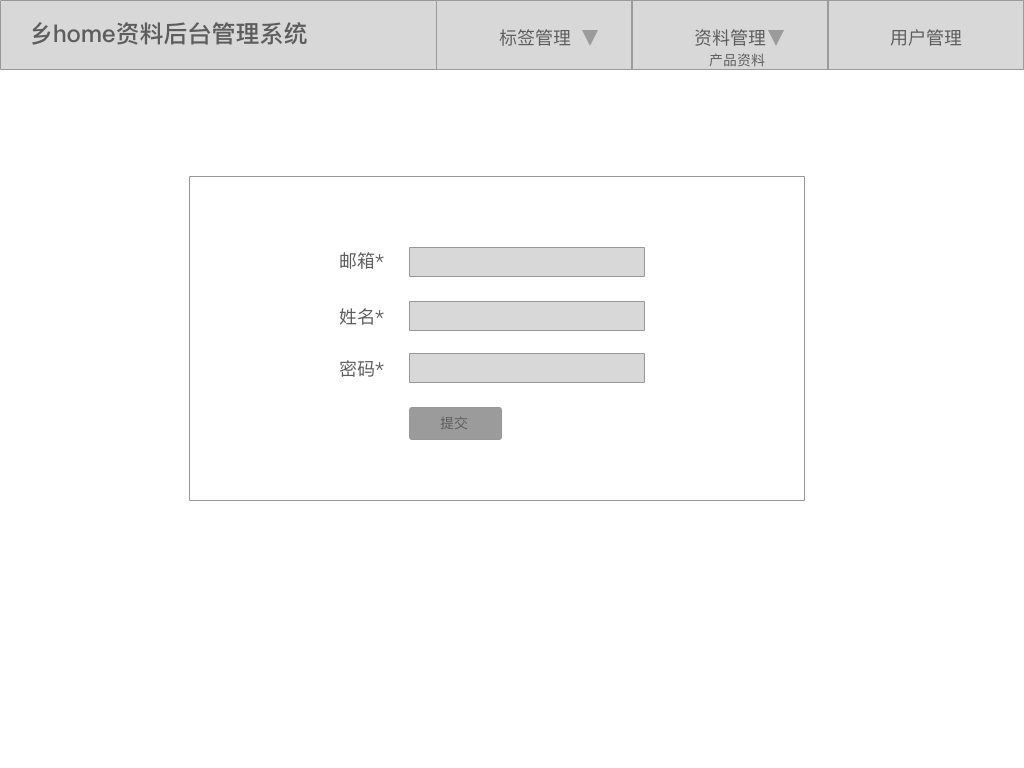 乡home资料后台管理系统
标签管理 ▼
资料管理▼
产品资料
用户管理
邮箱*
姓名*
密码*
提交